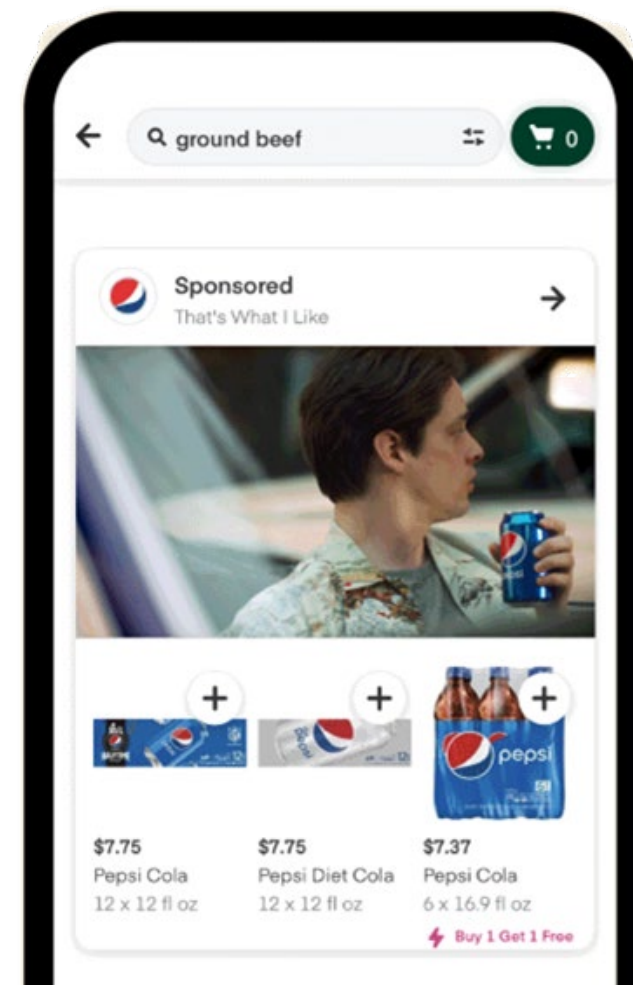 ground beef
0
Sponsored
That's What I Like
pepsi
pepsi
$7.75
$7.75
$7.37
Pepsi Cola
Pepsi Diet Cola
Pepsi Cola
12 x 12 fl oz
12 x 12 fl oz
6 x 16.9 fl oz
Buy 1 Get 1 Free